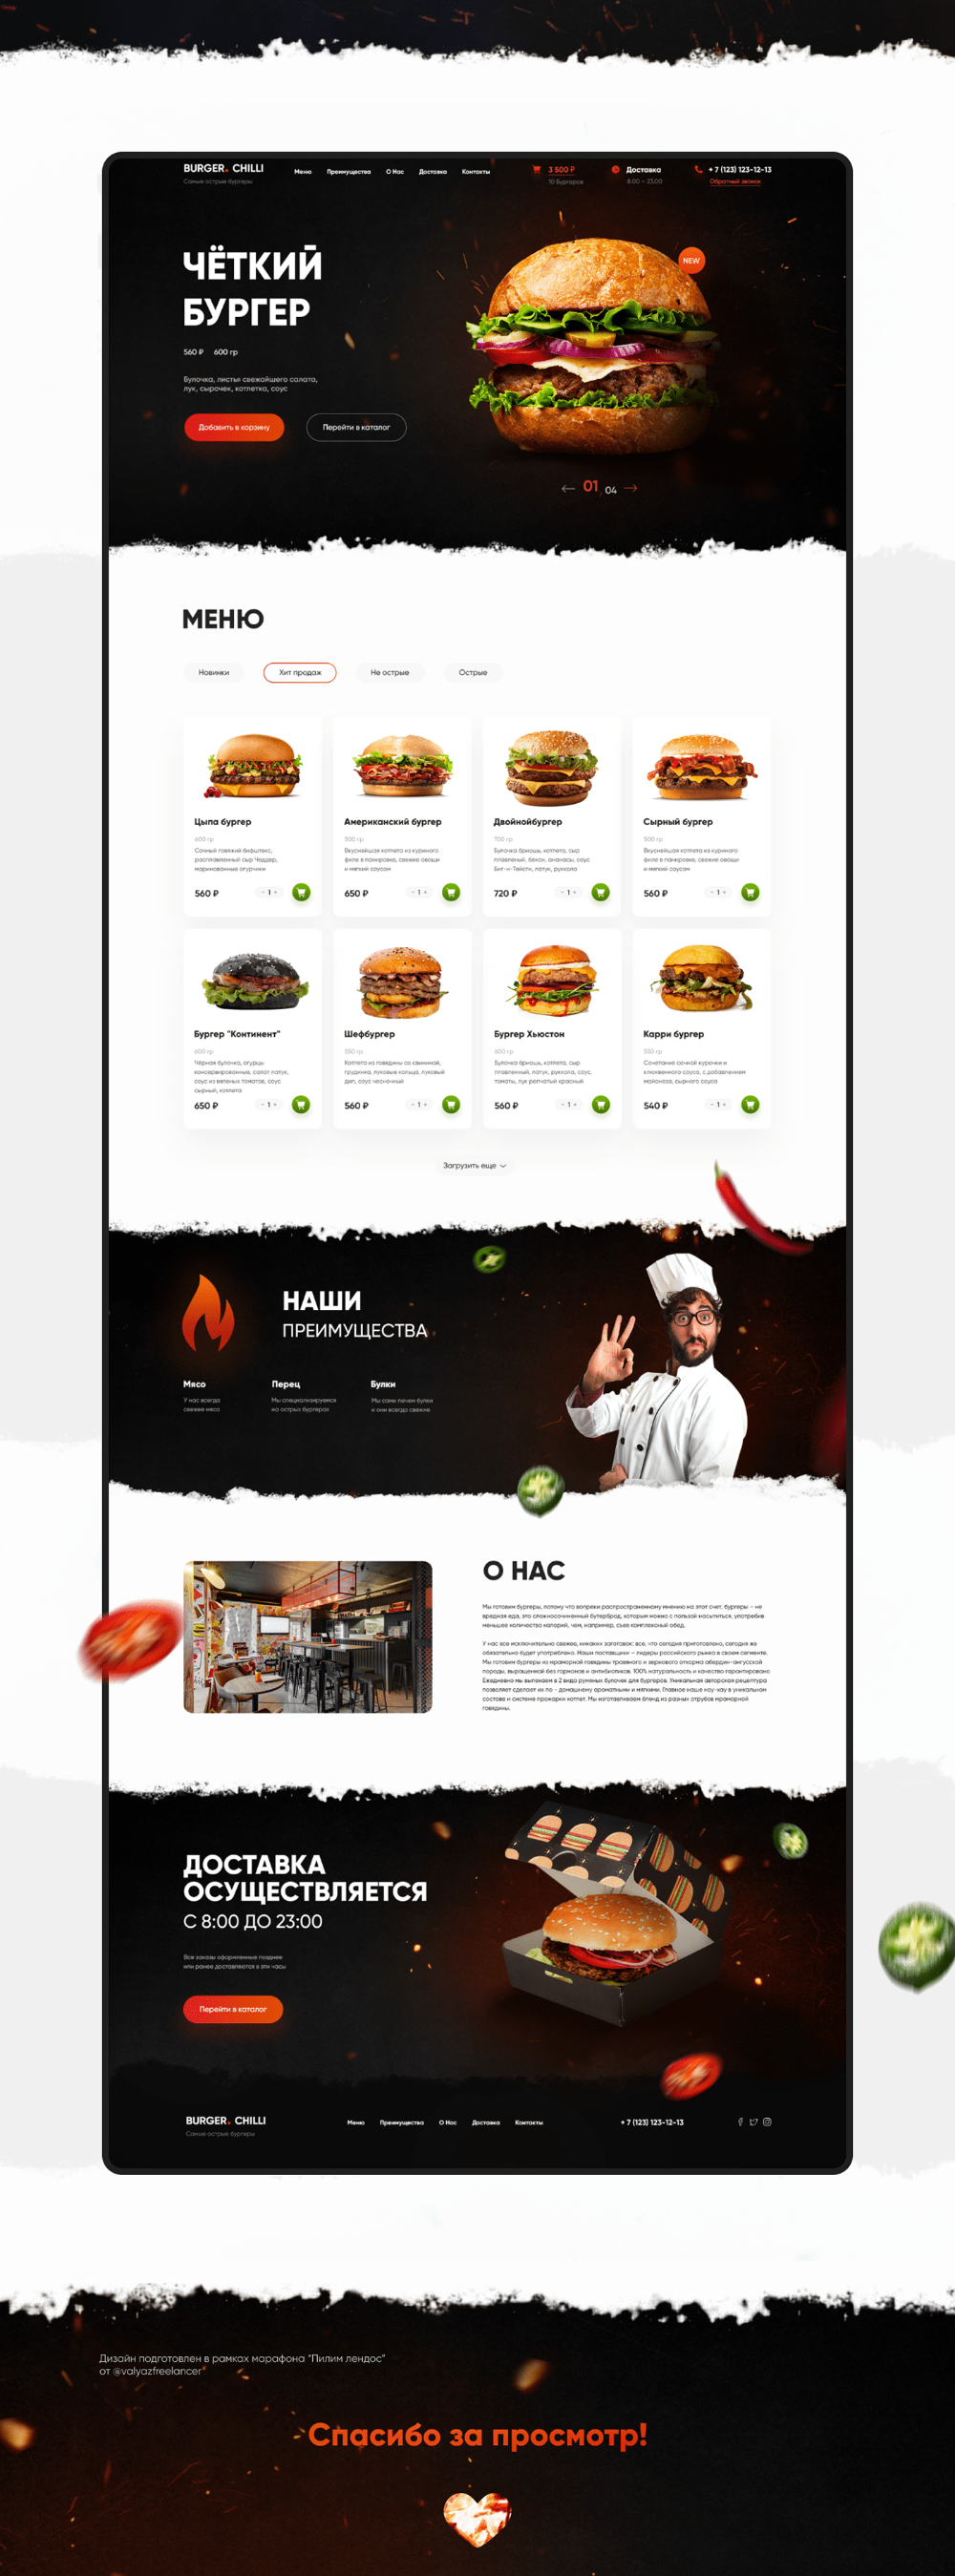 BURGER. CHILLI
Самые острые бургеры
Меню
Преимущества
О Нас
Доставка
Контакты
3 500 ₽
10 Бургеров
Доставка
8:00 – 23:00
+ 7 (123) 123-12-13
Обратный звонок
ЧЁТКИЙ
БУРГЕР
NEW
560 ₽ 600 гр
Булочка, листья свежайшего салата,
лук, сырочек, котлетка, соус
Добавить в корзину
Перейти в каталог
01 / 04
МЕНЮ
Новинки
Хит продаж
Не острые
Острые
Цыпа бургер
600 гр
Сочный говяжий бифштекс,
расплавленный сыр Чеддер,
маринованные огурчики
560 ₽
- 1 +
Американский бургер
500 гр
Вкуснейшая котлета из куриного
филе в панировке, свежие овощи
и мягкий соусом
650 ₽
- 1 +
Двойнойбургер
700 гр
Булочка бриошь, котлета, сыр
плавленый, бекон, ананасы, соус
Биг-н-Тейсти, латук, руккола
720 ₽
- 1 +
Сырный бургер
500 гр
Вкуснейшая котлета из куриного
филе в панировке, свежие овощи
и мягкий соусом
560 ₽
- 1 +
Бургер "Континент"
600 гр
Чёрная булочка, огурцы
консервированные, салат латук,
соус из вяленых томатов, соус
сырный, котлета
650 ₽
- 1 +
Шефбургер
550 гр
Котлета из говядины со свининой,
грудинка, луковые кольца, луковый
дип, соус чесночный
560 ₽
- 1 +
Бургер Хьюстон
600 гр
Булочка бриошь, котлета, сыр
плавленный, латук, руккола, соус,
томаты, лук репчатый красный
560 ₽
- 1 +
Карри бургер
550 гр
Сочетание сочной курочки и
клюквенного соуса, с добавлением
майонеза, сырного соуса
540 ₽
- 1 +
Загрузить еще
НАШИ
ПРЕИМУЩЕСТВА
Мясо
У нас всегда
свежее мясо
Перец
Мы специализируемся
на острых бургерах
Булки
Мы сами печем булки
и они всегда свежие
О НАС
Мы готовим бургеры, потому что вопреки распространенному мнению на этот счет, бургеры – не
вредная еда, это сложносочиненный бутерброд, которым можно с пользой насытиться, употребив
меньшее количество калорий, чем, например, съев комплексный обед.
У нас все исключительно свежее, никаких заготовок: все, что сегодня приготовлено, сегодня же
обязательно будет употреблено. Наши поставщики – лидеры российского рынка в своем сегменте.
Мы готовим бургеры из мраморной говядины травяного и зернового откорма абердин-ангусской
породы, выращенной без гормонов и антибиотиков. 100% натуральность и качество гарантировано
Ежедневно мы выпекаем в 2 вида румяных булочек для бургеров. Уникальная авторская рецептура
позволяет сделает их по - домашнему ароматными и мягкими. Главное наше ноу-хау в уникальном
составе и системе прожарки котлет. Мы изготавливаем бленд из разных отрубов мраморной
говядины.
ДОСТАВКА
ОСУЩЕСТВЛЯЕТСЯ
С 8:00 ДО 23:00
Все заказы оформленные позднее
или ранее доставляются в эти часы
Перейти в каталог
BURGER. CHILLI
Самые острые бургеры
Меню
Преимущества
О Нас
Доставка
Контакты
+ 7 (123) 123-12-13
Дизайн подготовлен в рамках марафона "Пилим лендос"
от @valyazfreelancer
Спасибо за просмотр!